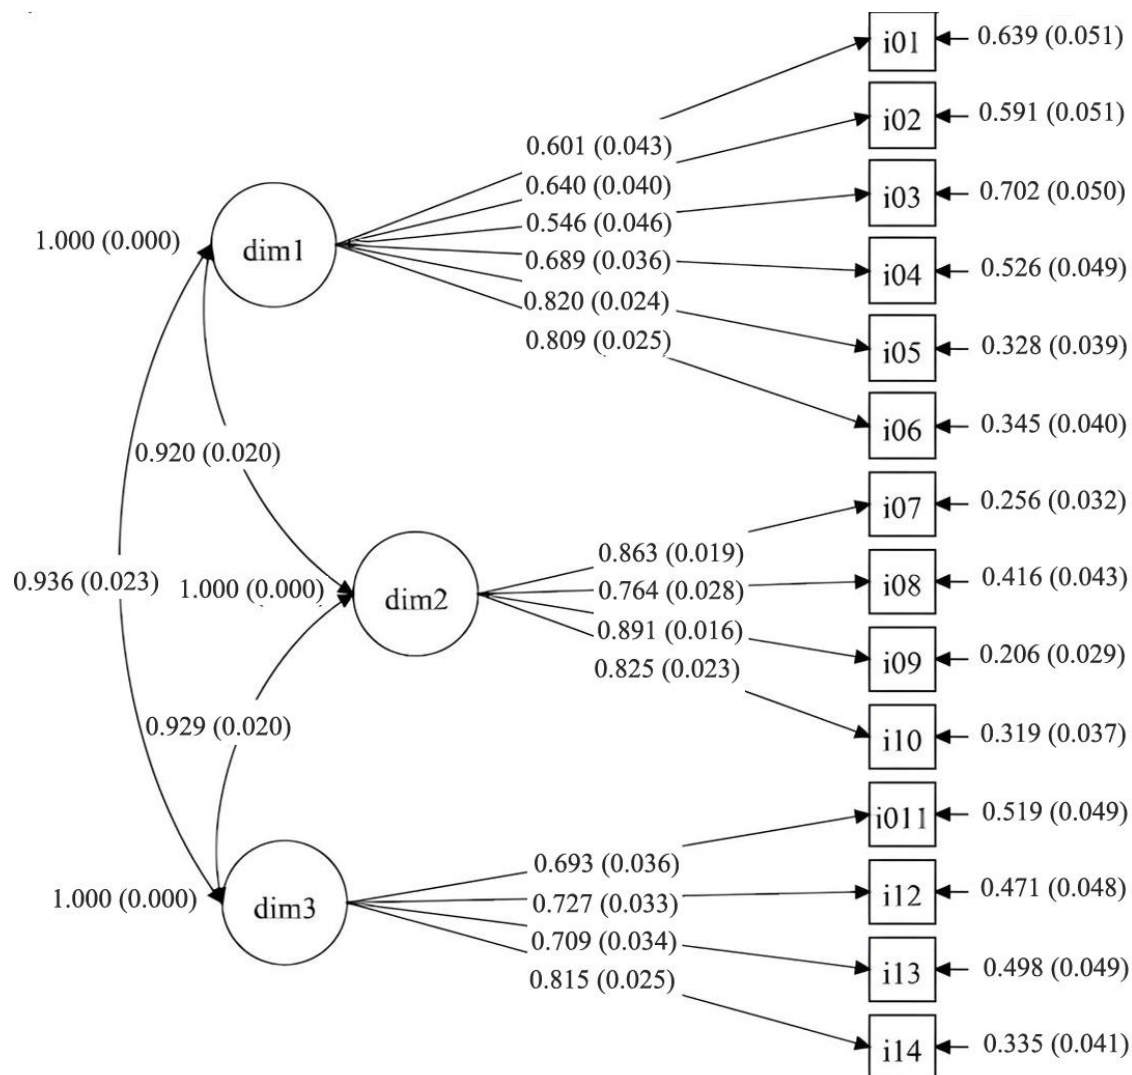 i01
0.639 (0.051)
i02
0.591 (0.051)
0.601 (0.043)
0.640 (0.040)
i03
0.702 (0.050)
0.546 (0.046)
1.000 (0.000)
dim1
0.689 (0.036)
i04
0.526 (0.049)
0.820 (0.024)
0.809 (0.025)
i05
0.328 (0.039)
i06
0.345 (0.040)
0.920 (0.020)
i07
0.256 (0.032)
0.863 (0.019)
0.936 (0.023)
1.000 (0.000)
dim2
0.764 (0.028)
i08
0.416 (0.043)
0.891 (0.016)
i09
0.206 (0.029)
0.825 (0.023)
0.929 (0.020)
i10
0.319 (0.037)
i011
0.519 (0.049)
0.693 (0.036)
1.000 (0.000)
dim3
0.727 (0.033)
i12
0.471 (0.048)
0.709 (0.034)
0.815 (0.025)
i13
0.498 (0.049)
i14
0.335 (0.041)